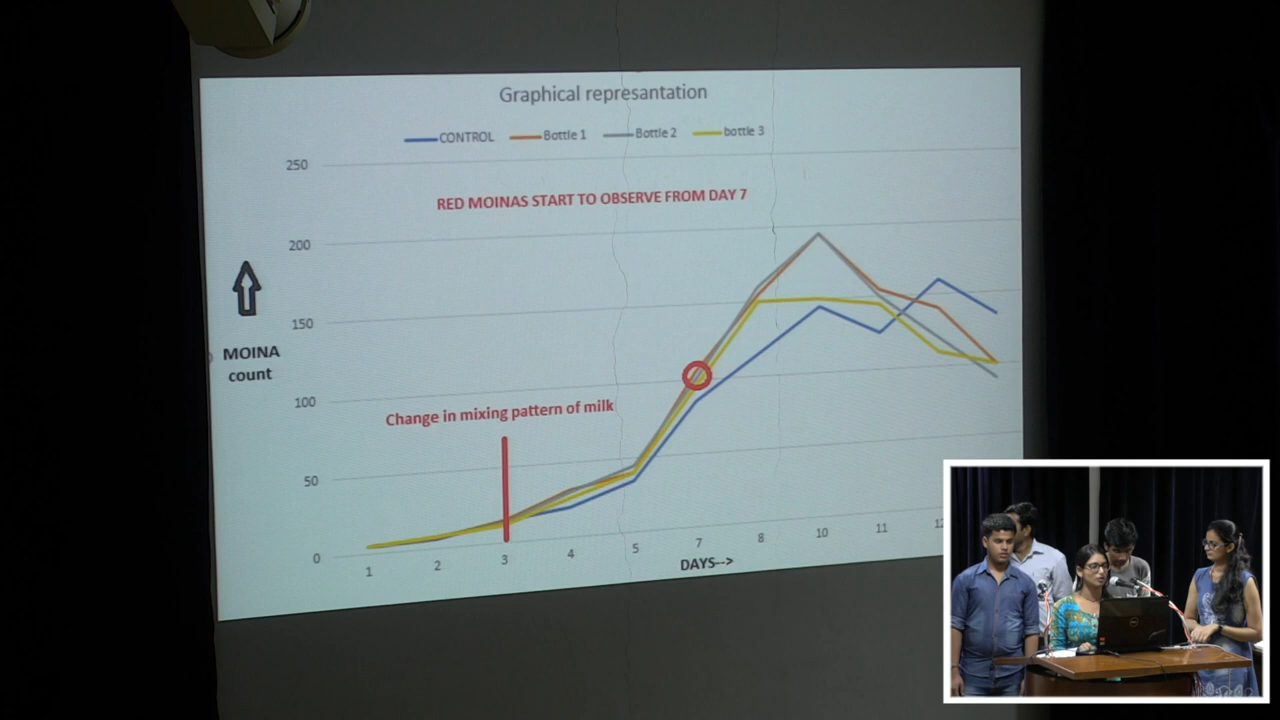 Graphical represantation
CONTROL Bottle 1 Bottle 2 bottle 3
250
RED MOINAS START TO OBSERVE FROM DAY 7
200
150
MOINA
count
100
Change in mixing pattern of milk
50
0
1 2 3 4 5 7 8 10 11
DAYS-->